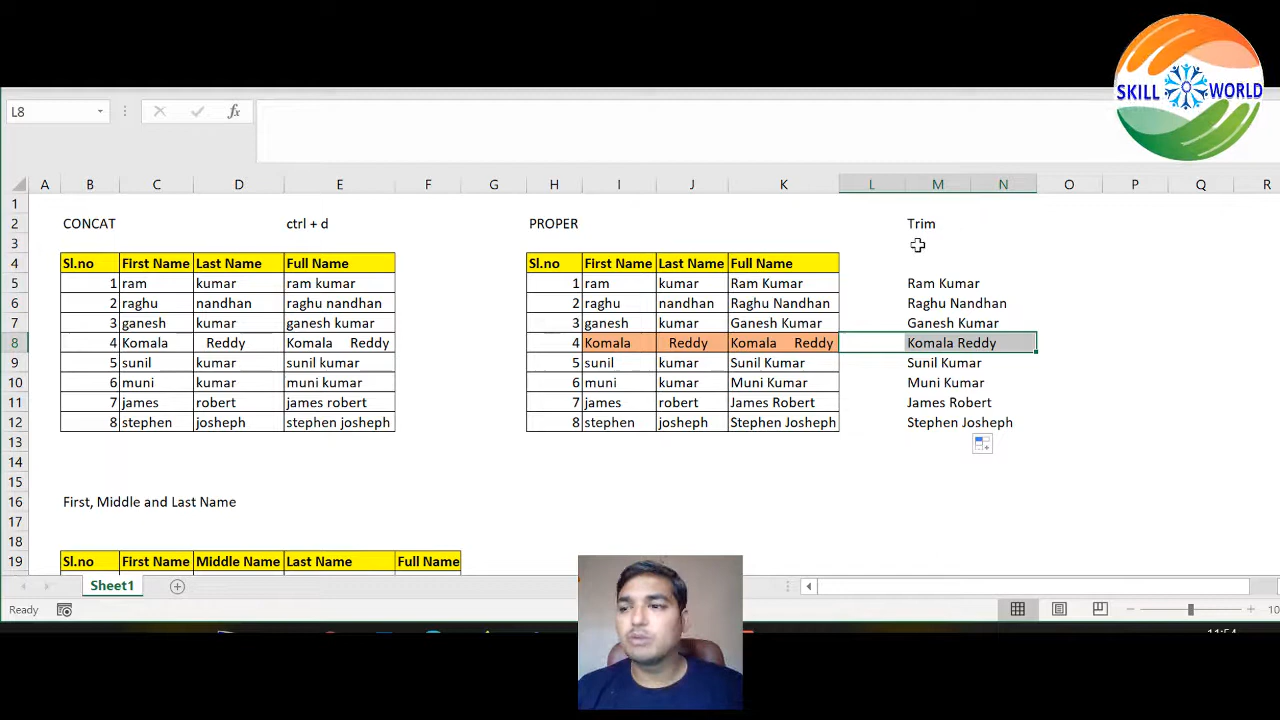 SKILL WORLD
L8
fx
A B C D E F G H I J K L M N O P Q R
1
2 CONCAT ctrl + d PROPER Trim
3
4 Sl.no First Name Last Name Full Name Sl.no First Name Last Name Full Name
5 1 ram kumar ram kumar 1 ram kumar Ram Kumar Ram Kumar
6 2 raghu nandhan raghu nandhan 2 raghu nandhan Raghu Nandhan Raghu Nandhan
7 3 ganesh kumar ganesh kumar 3 ganesh kumar Ganesh Kumar Ganesh Kumar
8 4 Komala Reddy Komala Reddy 4 Komala Reddy Komala Reddy Komala Reddy
9 5 sunil kumar sunil kumar 5 sunil kumar Sunil Kumar Sunil Kumar
10 6 muni kumar muni kumar 6 muni kumar Muni Kumar Muni Kumar
11 7 james robert james robert 7 james robert James Robert James Robert
12 8 stephen josheph stephen josheph 8 stephen josheph Stephen Josheph Stephen Josheph
13
14
15
16 First, Middle and Last Name
17
18
19 Sl.no First Name Middle Name Last Name Full Name
Sheet1
Ready 10